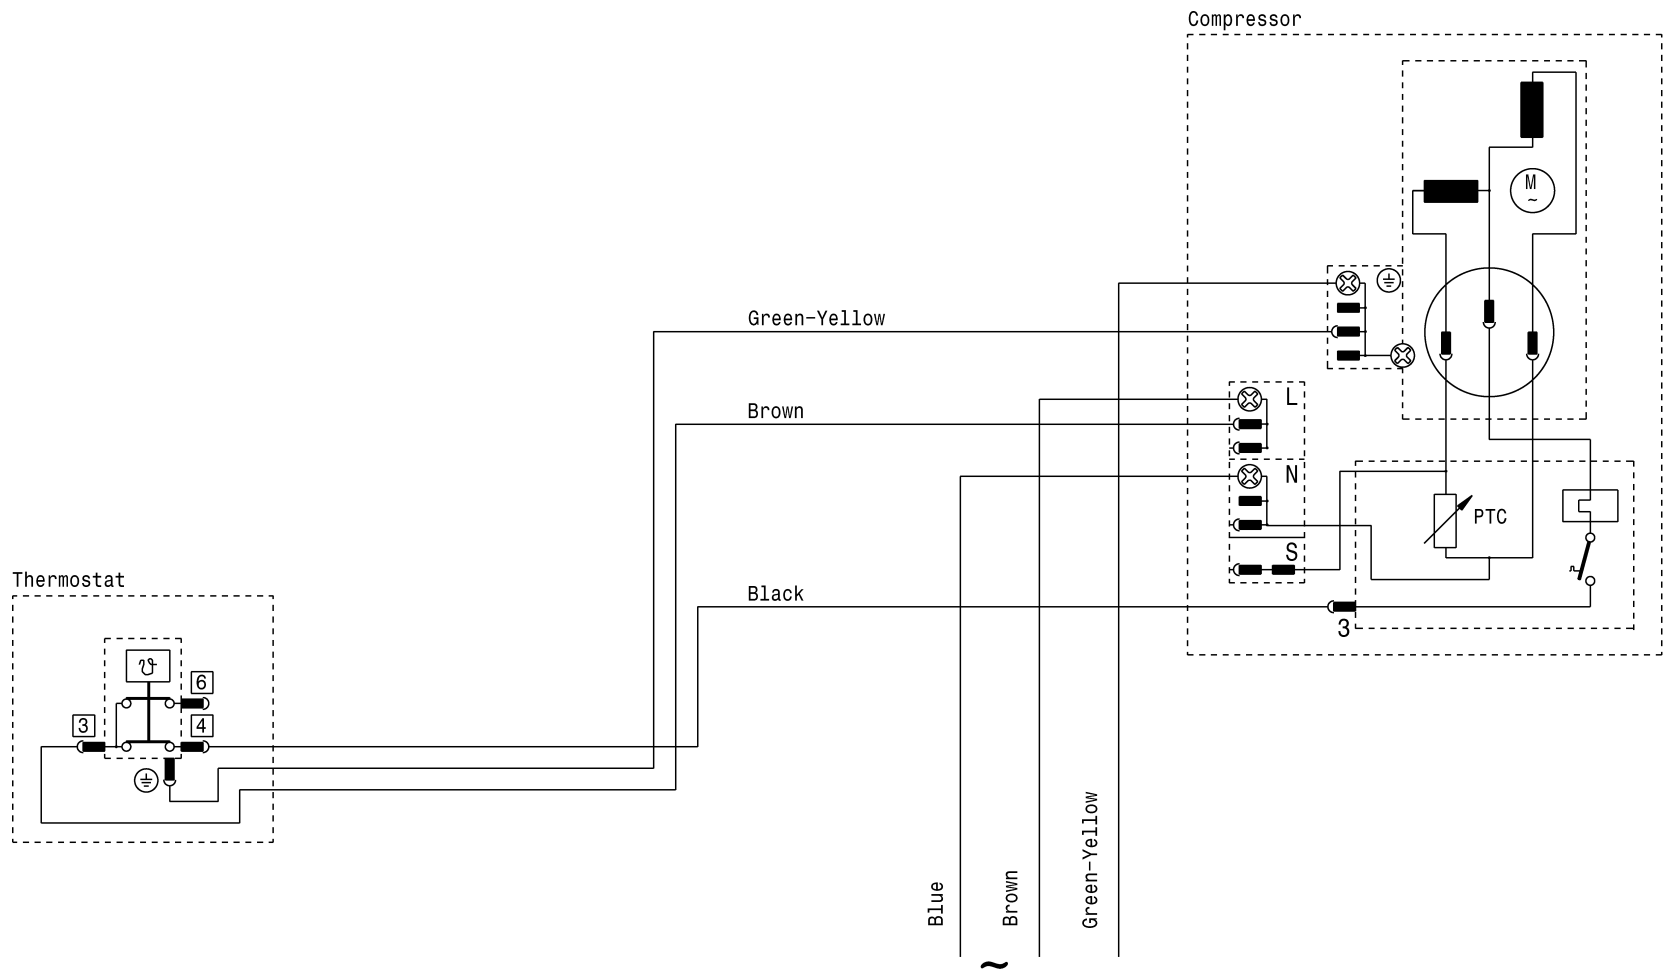 Compressor
M
~
Green-Yellow
Brown
L
N
PTC
S
Thermostat
Black
3
ϑ
6
3
4
Blue
Brown
Green-Yellow
~